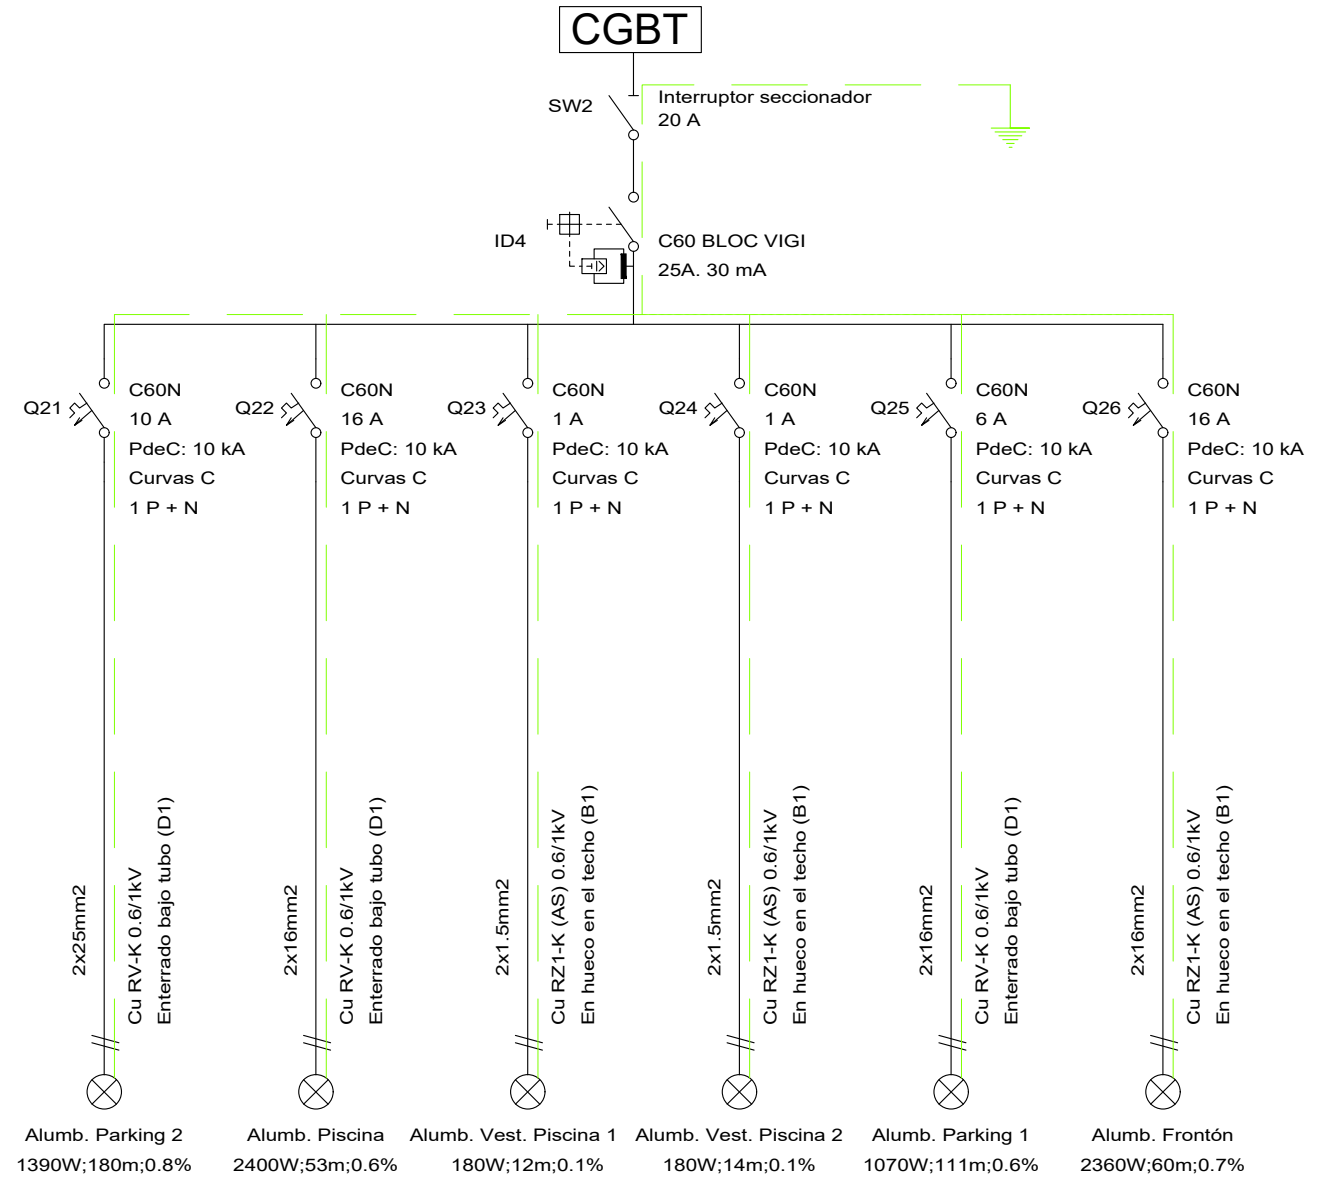 CGBT
SW2
Interruptor seccionador
20 A
ID4
C60 BLOC VIGI
25A. 30 mA
Q21
C60N
10 A
PdeC: 10 kA
Curvas C
1 P + N
Q22
C60N
16 A
PdeC: 10 kA
Curvas C
1 P + N
Q23
C60N
1 A
PdeC: 10 kA
Curvas C
1 P + N
Q24
C60N
1 A
PdeC: 10 kA
Curvas C
1 P + N
Q25
C60N
6 A
PdeC: 10 kA
Curvas C
1 P + N
Q26
C60N
16 A
PdeC: 10 kA
Curvas C
1 P + N
2x25mm2
Cu RV-K 0.6/1kV
Enterrado bajo tubo (D1)
2x16mm2
Cu RV-K 0.6/1kV
Enterrado bajo tubo (D1)
2x1.5mm2
Cu RZ1-K (AS) 0.6/1kV
En hueco en el techo (B1)
2x1.5mm2
Cu RZ1-K (AS) 0.6/1kV
En hueco en el techo (B1)
2x16mm2
Cu RV-K 0.6/1kV
Enterrado bajo tubo (D1)
2x16mm2
Cu RZ1-K (AS) 0.6/1kV
En hueco en el techo (B1)
Alumb. Parking 2
1390W;180m;0.8%
Alumb. Piscina
2400W;53m;0.6%
Alumb. Vest. Piscina 1
180W;12m;0.1%
Alumb. Vest. Piscina 2
180W;14m;0.1%
Alumb. Parking 1
1070W;111m;0.6%
Alumb. Frontón
2360W;60m;0.7%